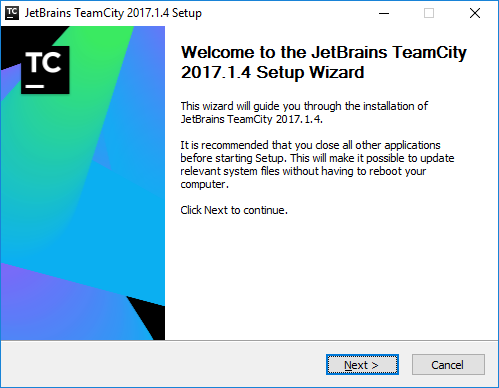 TC JetBrains TeamCity 2017.1.4 Setup
TC
Welcome to the JetBrains TeamCity
2017.1.4 Setup Wizard
This wizard will guide you through the installation of
JetBrains TeamCity 2017.1.4.
It is recommended that you close all other applications
before starting Setup. This will make it possible to update
relevant system files without having to reboot your
computer.
Click Next to continue.
Next >
Cancel